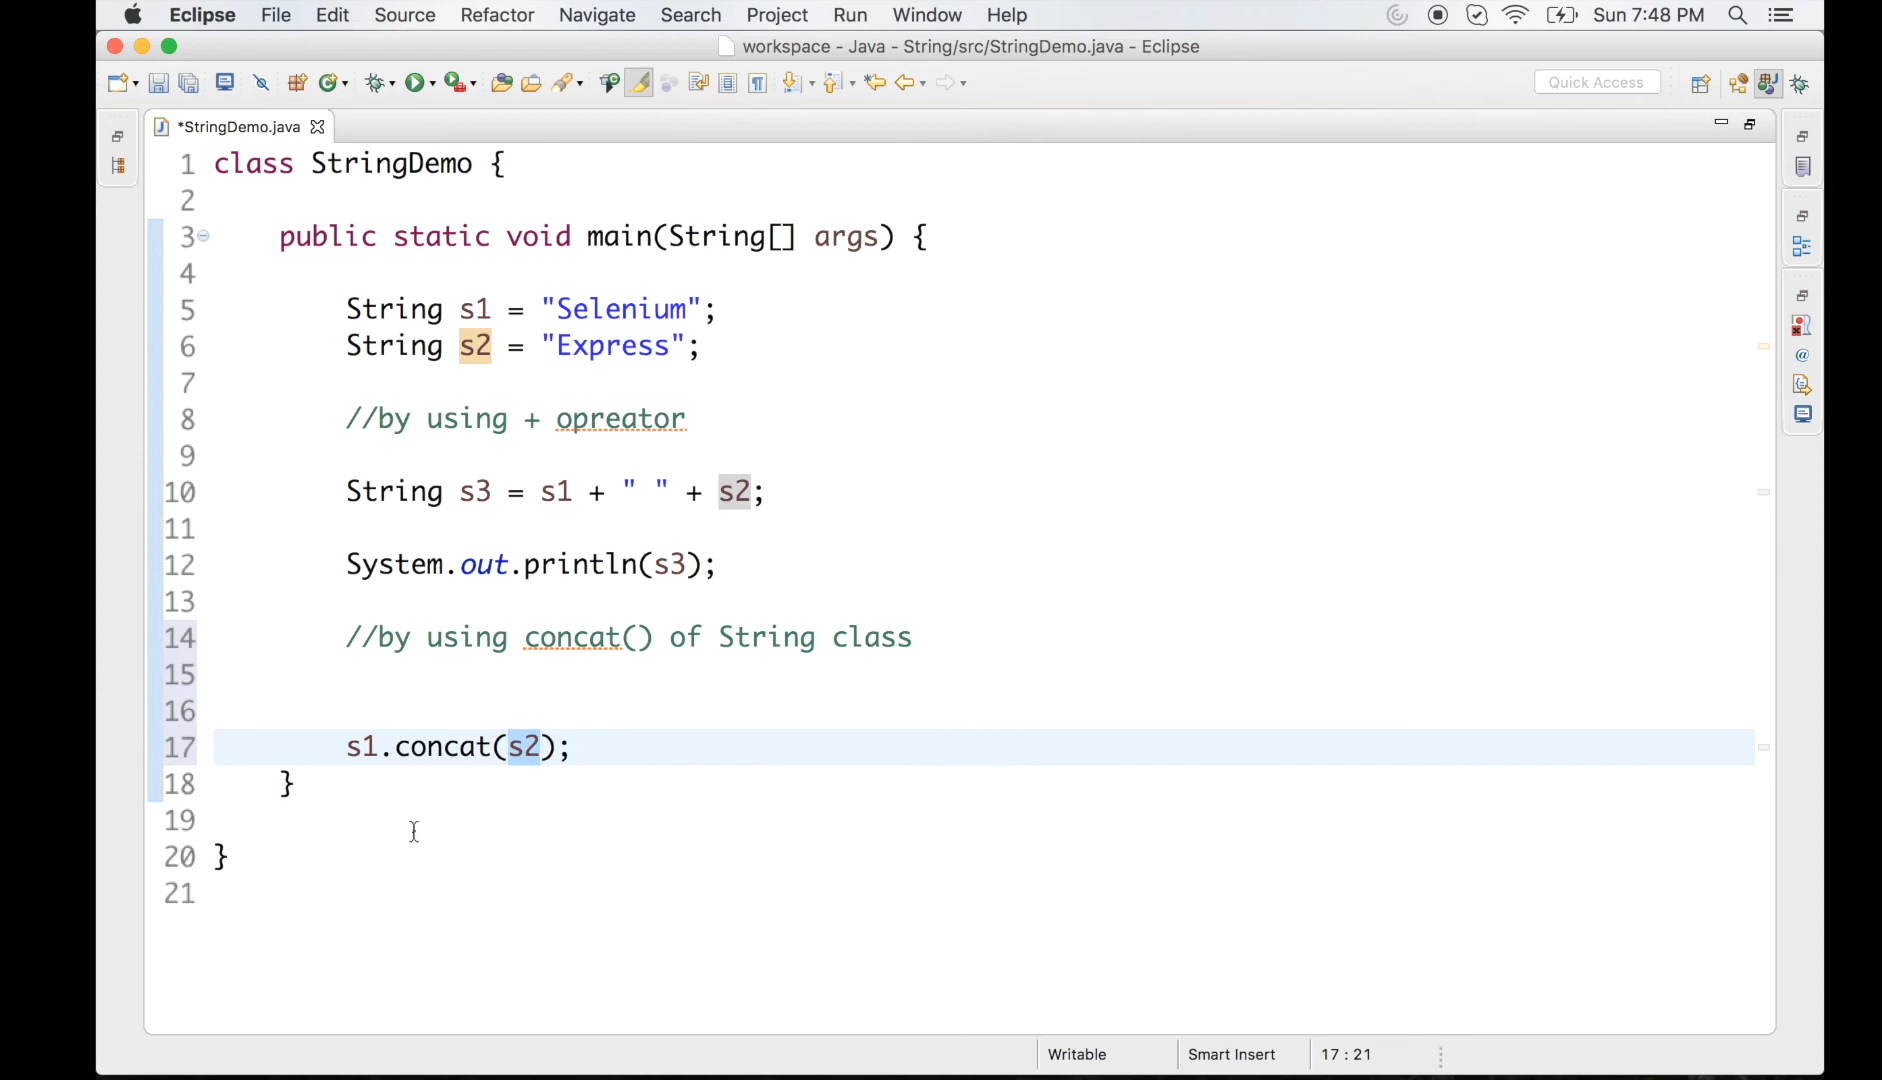 Eclipse File Edit Source Refactor Navigate Search Project Run Window Help Sun 7:48 PM
workspace - Java - String/src/StringDemo.java - Eclipse
Quick Access
*StringDemo.java
1 class StringDemo {
2
3 public static void main(String[] args) {
4
5 String s1 = "Selenium";
6 String s2 = "Express";
7
8 //by using + opreator
9
10 String s3 = s1 + " " + s2;
11
12 System.out.println(s3);
13
14 //by using concat() of String class
15
16
17 s1.concat(s2);
18 }
19
20 }
21
Writable Smart Insert 17 : 21